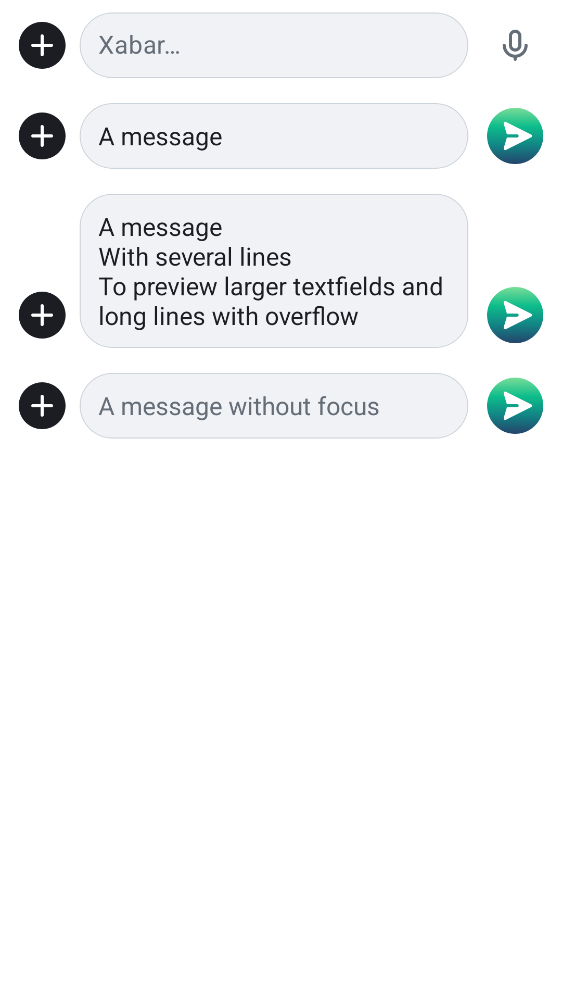 Xabar…
A message
A message
With several lines
To preview larger textfields and
long lines with overflow
A message without focus